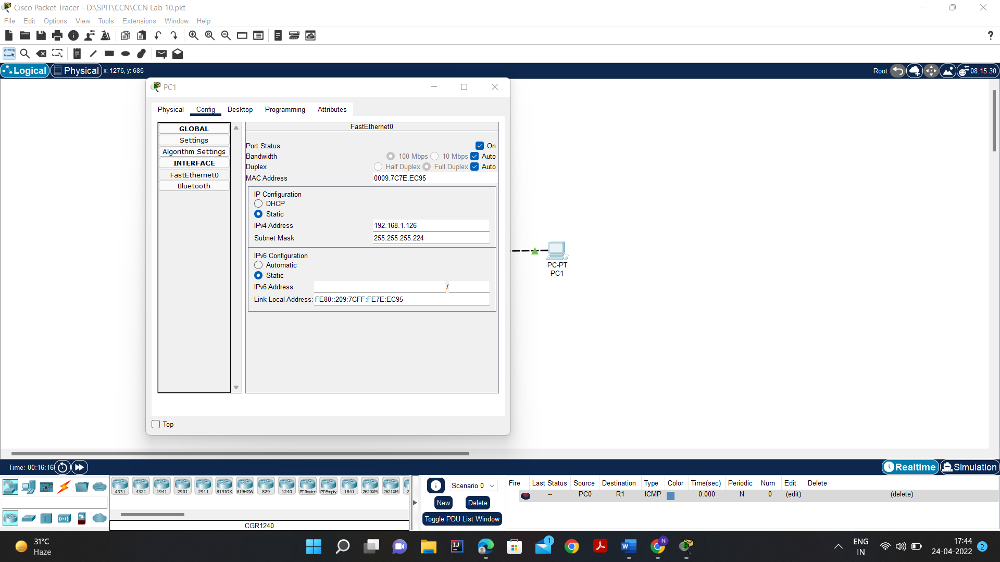 Cisco Packet Tracer - D:\SPIT\CCN\CCN Lab 10.pkt
File Edit Options View Tools Extensions Window Help
?
Logical Physical x: 1276, y: 686 Root 08:15:30
PC1
Physical Config Desktop Programming Attributes
GLOBAL
Settings
Algorithm Settings
INTERFACE
FastEthernet0
Bluetooth
FastEthernet0
Port Status On
Bandwidth 100 Mbps 10 Mbps Auto
Duplex Half Duplex Full Duplex Auto
MAC Address 0009.7C7E.EC95
IP Configuration
DHCP
Static
IPv4 Address 192.168.1.126
Subnet Mask 255.255.255.224
IPv6 Configuration
Automatic
Static
IPv6 Address /
Link Local Address: FE80::209:7CFF:FE7E:EC95
Top
PC-PT
PC1
Time: 00:16:16 Realtime Simulation
4331 4321 1941 2901 2911 819IOX 819HGW 829 1240 PT-Router PT-Empty 1841 2620XM 2621XM 2
CGR1240
Scenario 0
New Delete
Toggle PDU List Window
Fire Last Status Source Destination Type Color Time(sec) Periodic Num Edit Delete
-- PC0 R1 ICMP 0.000 N 0 (edit) (delete)
31°C
Haze
1
N
ENG
IN
17:44
24-04-2022
2